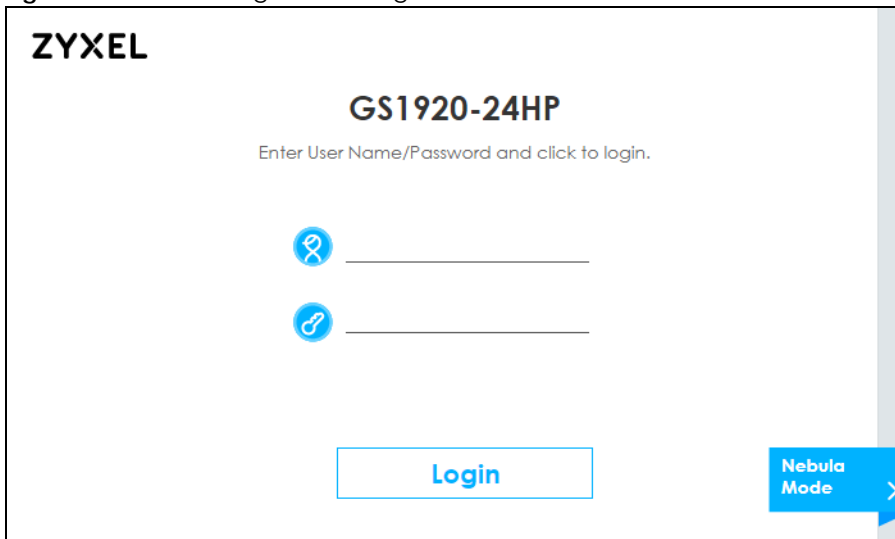 ZYXEL
GS1920-24HP
Enter User Name/Password and click to login.
Login
Nebula
Mode